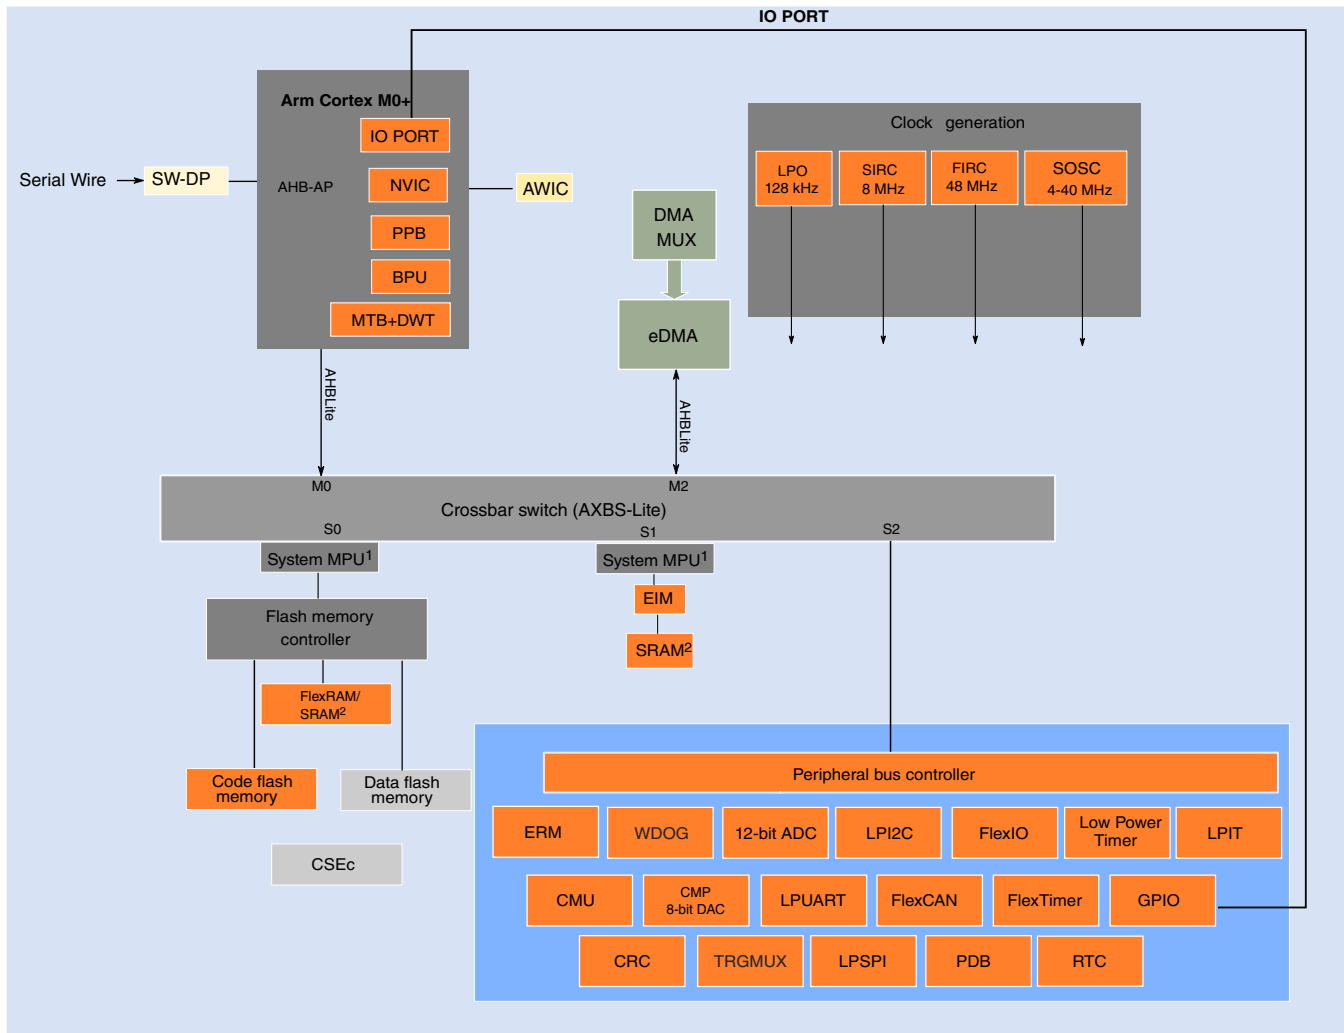 IO PORT
Arm Cortex M0+
IO PORT
Serial Wire
SW-DP
AHB-AP
NVIC
AWIC
PPB
BPU
MTB+DWT
AHBLite
DMA
MUX
eDMA
AHBLite
Clock generation
LPO
128 kHz
SIRC
8 MHz
FIRC
48 MHz
SOSC
4-40 MHz
M0
M2
Crossbar switch (AXBS-Lite)
S0
S1
S2
System MPU1
System MPU1
EIM
SRAM2
Flash memory
controller
FlexRAM/
SRAM2
Code flash
memory
Data flash
memory
CSEc
Peripheral bus controller
ERM
WDOG
12-bit ADC
LPI2C
FlexIO
Low Power
Timer
LPIT
CMU
CMP
8-bit DAC
LPUART
FlexCAN
FlexTimer
GPIO
CRC
TRGMUX
LPSPI
PDB
RTC